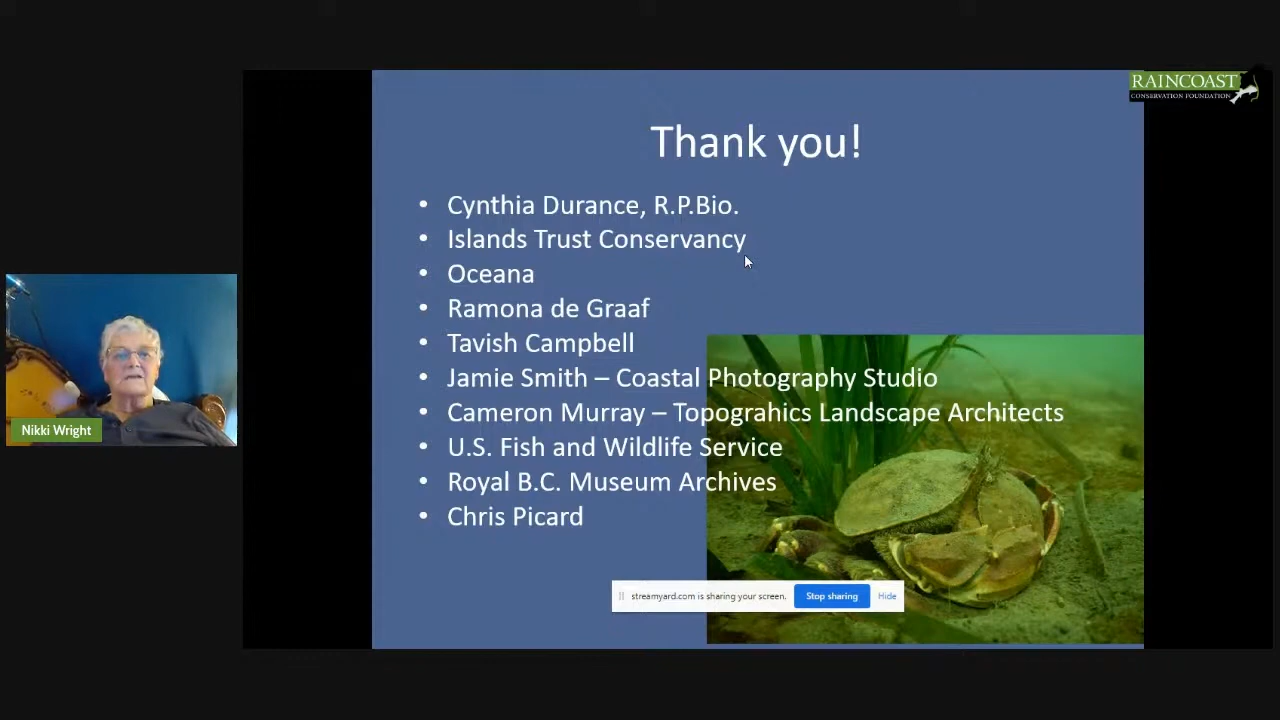 RAINCOAST
CONSERVATION FOUNDATION
Thank you!
• Cynthia Durance, R.P.Bio.
• Islands Trust Conservancy
• Oceana
• Ramona de Graaf
• Tavish Campbell
• Jamie Smith – Coastal Photography Studio
• Cameron Murray – Topograhics Landscape Architects
• U.S. Fish and Wildlife Service
• Royal B.C. Museum Archives
• Chris Picard
Nikki Wright
streamyard.com is sharing your screen. Stop sharing Hide